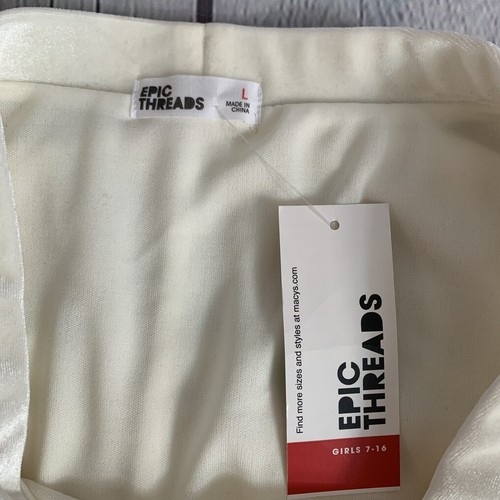 EPIC
THREADS
L
MADE IN
CHINA
Find more sizes and styles at macys.com
EPIC
THREADS
GIRLS 7-16